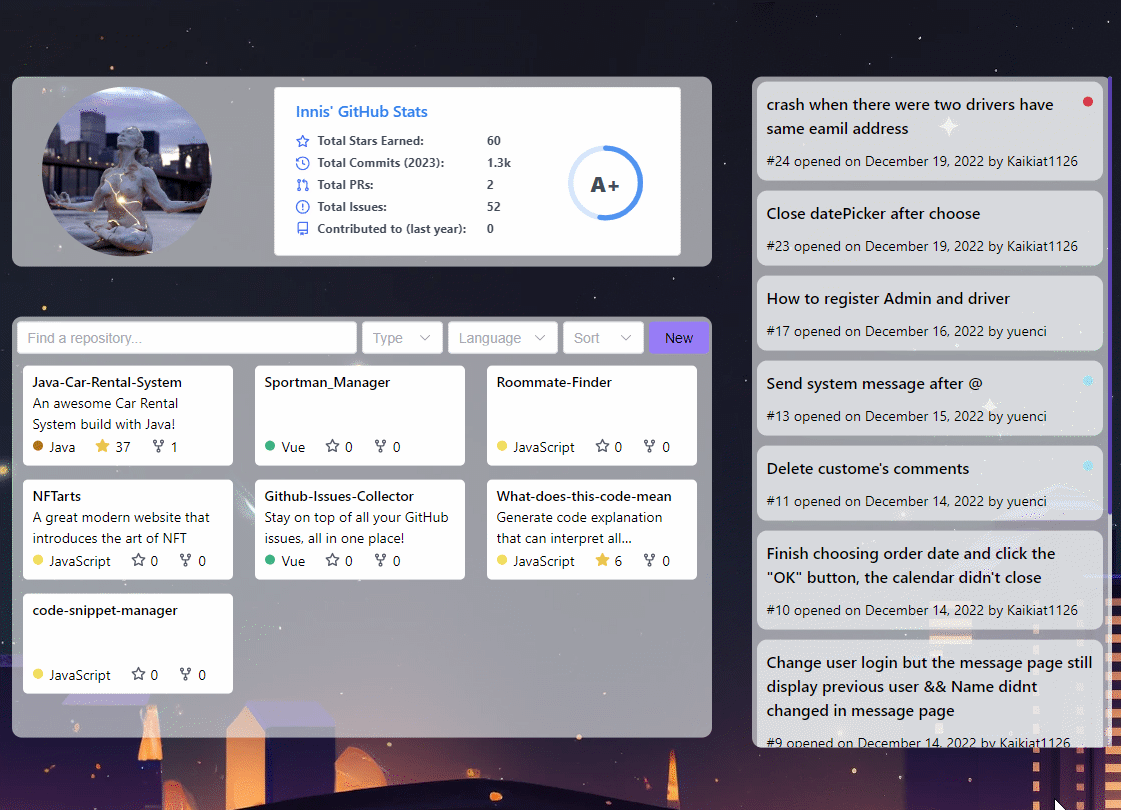 Innis' GitHub Stats
Total Stars Earned: 60
Total Commits (2023): 1.3k
Total PRs: 2
Total Issues: 52
Contributed to (last year): 0
A+
Find a repository...
Type
Language
Sort
New
Java-Car-Rental-System
An awesome Car Rental
System build with Java!
Java 37 1
Sportman_Manager
Vue 0 0
Roommate-Finder
JavaScript 0 0
NFTarts
A great modern website that
introduces the art of NFT
JavaScript 0 0
Github-Issues-Collector
Stay on top of all your GitHub
issues, all in one place!
Vue 0 0
What-does-this-code-mean
Generate code explanation
that can interpret all...
JavaScript 6 0
code-snippet-manager
JavaScript 0 0
crash when there were two drivers have
same eamil address
#24 opened on December 19, 2022 by Kaikiat1126
Close datePicker after choose
#23 opened on December 19, 2022 by Kaikiat1126
How to register Admin and driver
#17 opened on December 16, 2022 by yuenci
Send system message after @
#13 opened on December 15, 2022 by yuenci
Delete custome's comments
#11 opened on December 14, 2022 by yuenci
Finish choosing order date and click the
"OK" button, the calendar didn't close
#10 opened on December 14, 2022 by Kaikiat1126
Change user login but the message page still
display previous user && Name didnt
changed in message page
#9 opened on December 14, 2022 by Kaikiat1126